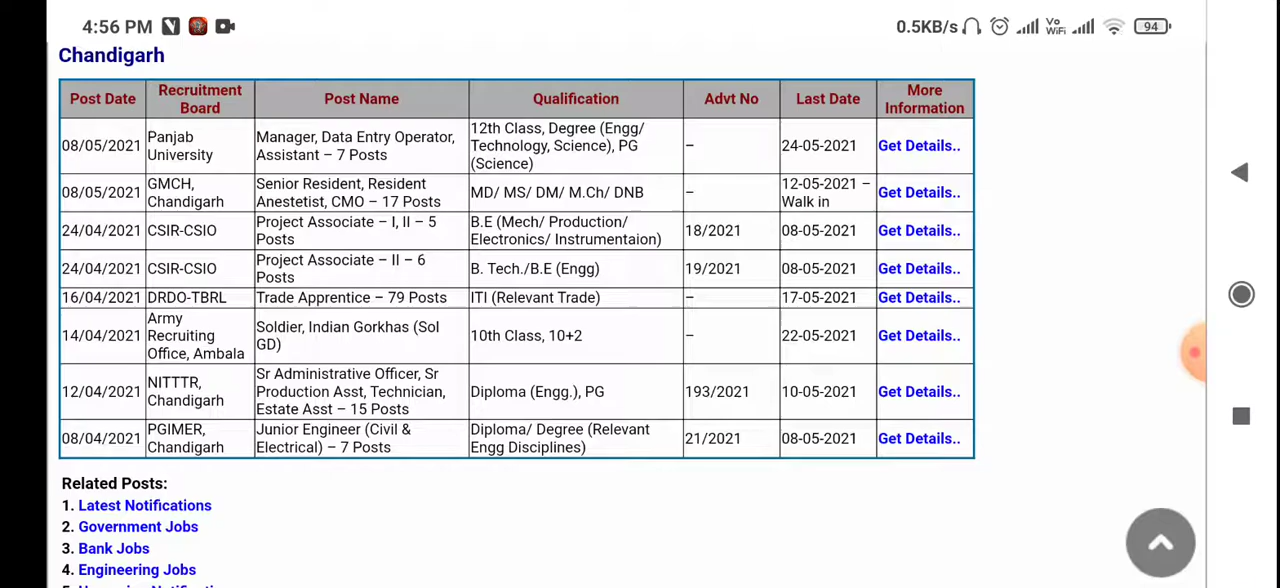 4:56 PM
0.5KB/s Vo WiFi 94
Chandigarh
Post Date
Recruitment
Board
Post Name
Qualification
Advt No
Last Date
More
Information
08/05/2021
Panjab
University
Manager, Data Entry Operator,
Assistant – 7 Posts
12th Class, Degree (Engg/
Technology, Science), PG
(Science)
–
24-05-2021
Get Details..
08/05/2021
GMCH,
Chandigarh
Senior Resident, Resident
Anestetist, CMO – 17 Posts
MD/ MS/ DM/ M.Ch/ DNB
–
12-05-2021 –
Walk in
Get Details..
24/04/2021
CSIR-CSIO
Project Associate – I, II – 5
Posts
B.E (Mech/ Production/
Electronics/ Instrumentaion)
18/2021
08-05-2021
Get Details..
24/04/2021
CSIR-CSIO
Project Associate – II – 6
Posts
B. Tech./B.E (Engg)
19/2021
08-05-2021
Get Details..
16/04/2021
DRDO-TBRL
Trade Apprentice – 79 Posts
ITI (Relevant Trade)
–
17-05-2021
Get Details..
14/04/2021
Army
Recruiting
Office, Ambala
Soldier, Indian Gorkhas (Sol
GD)
10th Class, 10+2
–
22-05-2021
Get Details..
12/04/2021
NITTTR,
Chandigarh
Sr Administrative Officer, Sr
Production Asst, Technician,
Estate Asst – 15 Posts
Diploma (Engg.), PG
193/2021
10-05-2021
Get Details..
08/04/2021
PGIMER,
Chandigarh
Junior Engineer (Civil &
Electrical) – 7 Posts
Diploma/ Degree (Relevant
Engg Disciplines)
21/2021
08-05-2021
Get Details..
Related Posts:
1. Latest Notifications
2. Government Jobs
3. Bank Jobs
4. Engineering Jobs